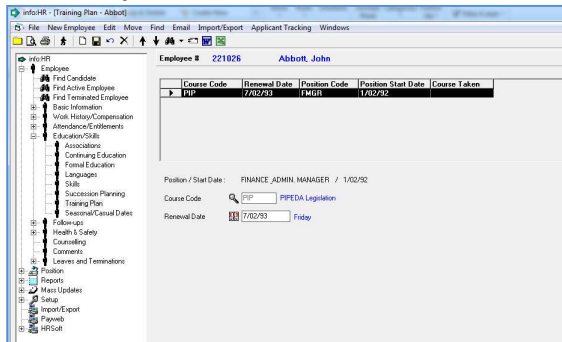 info:HR - [Training Plan - Abbot]
File New Employee Edit Move Find Email Import/Export Applicant Tracking Windows
info:HR
Employee
Find Candidate
Find Active Employee
Find Terminated Employee
Basic Information
Work History/Compensation
Attendance/Entitlements
Education/Skills
Associations
Continuing Education
Formal Education
Languages
Skills
Succession Planning
Training Plan
Seasonal/Casual Dates
Follow-ups
Health & Safety
Counselling
Comments
Leaves and Terminations
Position
Reports
Mass Updates
Setup
Import/Export
Payweb
HRSoft
Employee # 221026 Abbott, John
Course Code Renewal Date Position Code Position Start Date Course Taken
PIP 7/02/93 FMGR 1/02/92
Position / Start Date : FINANCE_ADMIN. MANAGER / 1/02/92
Course Code PIP PIPEDA Legislation
Renewal Date 7/02/93 Friday